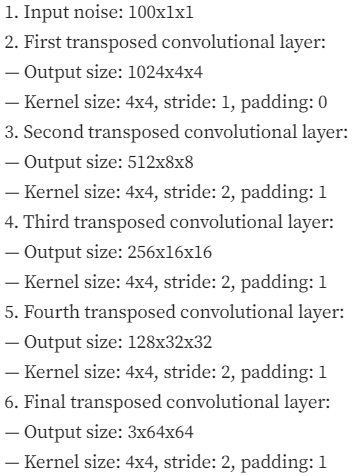 1. Input noise: 100x1x1
2. First transposed convolutional layer:
— Output size: 1024x4x4
— Kernel size: 4x4, stride: 1, padding: 0
3. Second transposed convolutional layer:
— Output size: 512x8x8
— Kernel size: 4x4, stride: 2, padding: 1
4. Third transposed convolutional layer:
— Output size: 256x16x16
— Kernel size: 4x4, stride: 2, padding: 1
5. Fourth transposed convolutional layer:
— Output size: 128x32x32
— Kernel size: 4x4, stride: 2, padding: 1
6. Final transposed convolutional layer:
— Output size: 3x64x64
— Kernel size: 4x4, stride: 2, padding: 1